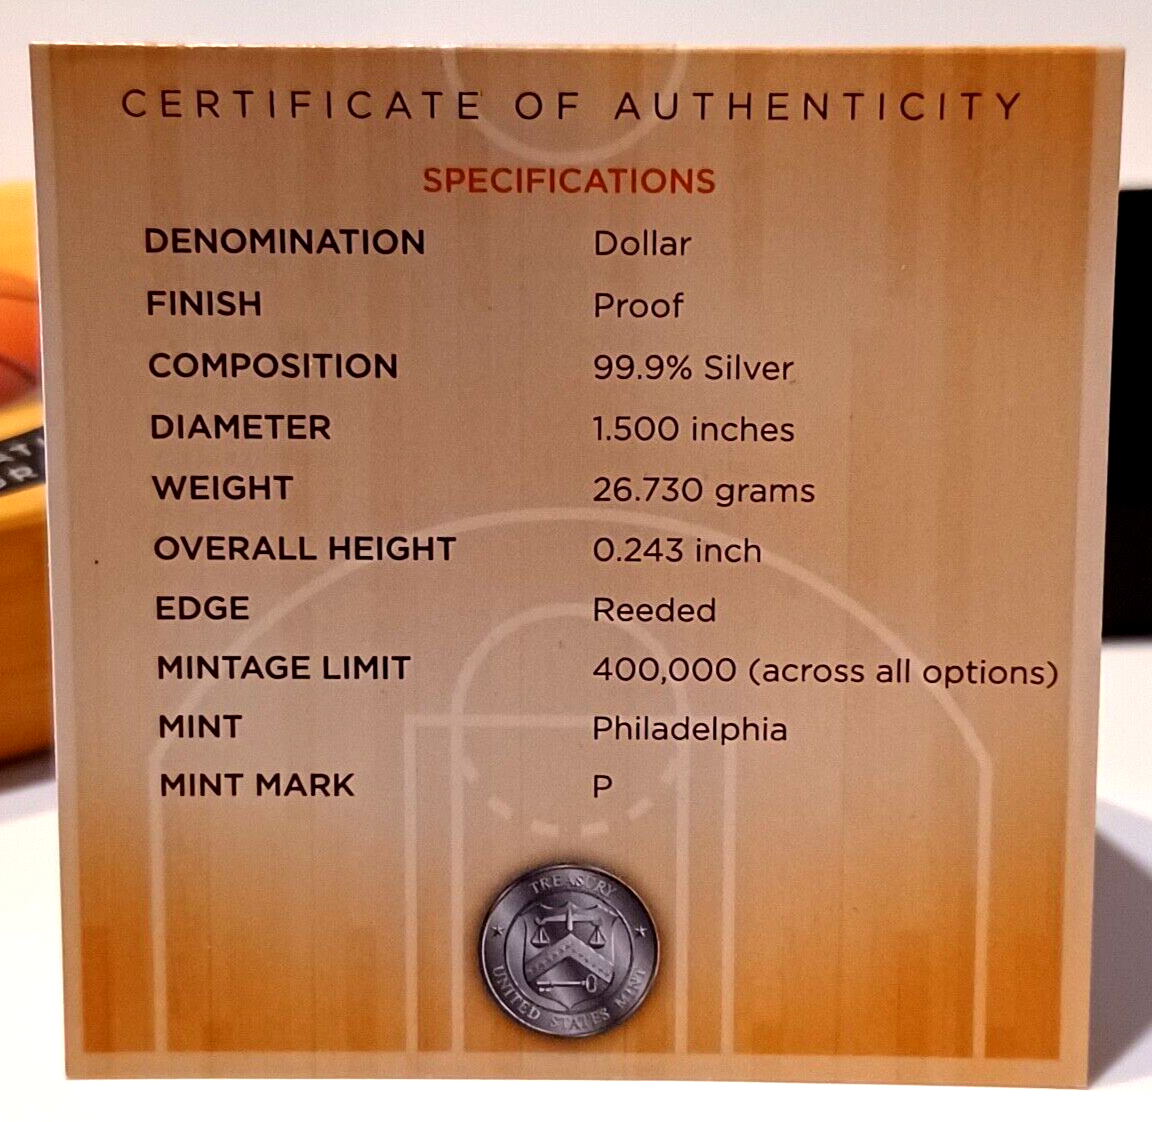 CERTIFICATE OF AUTHENTICITY
SPECIFICATIONS
DENOMINATION Dollar
FINISH Proof
COMPOSITION 99.9% Silver
DIAMETER 1.500 inches
WEIGHT 26.730 grams
OVERALL HEIGHT 0.243 inch
EDGE Reeded
MINTAGE LIMIT 400,000 (across all options)
MINT Philadelphia
MINT MARK P
TREASURY
UNITED STATES MINT